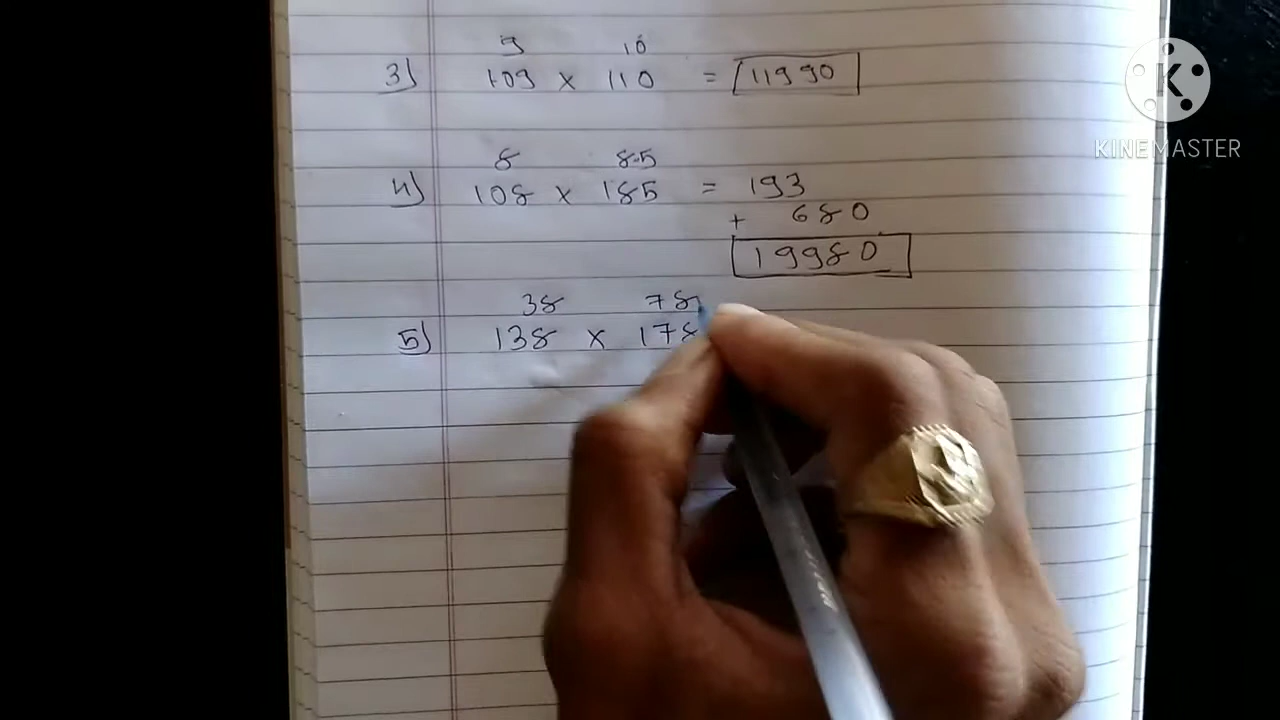 9 10
3) 109 x 110 = 11990
8 85
4) 108 x 185 = 193
+ 680
19980
38 78
5) 138 x 178
K
KINEMASTER